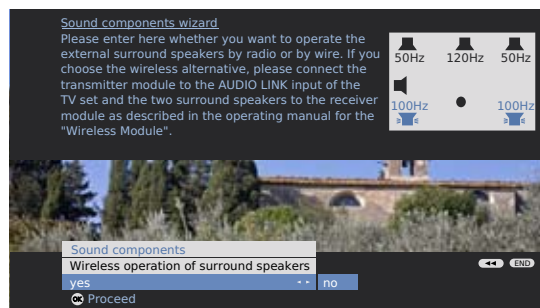 Sound components wizard
Please enter here whether you want to operate the
external surround speakers by radio or by wire. If you
choose the wireless alternative, please connect the
transmitter module to the AUDIO LINK input of the
TV set and the two surround speakers to the receiver
module as described in the operating manual for the
"Wireless Module".
50Hz 120Hz 50Hz
100Hz 100Hz
Sound components
Wireless operation of surround speakers
yes no
OK Proceed
END